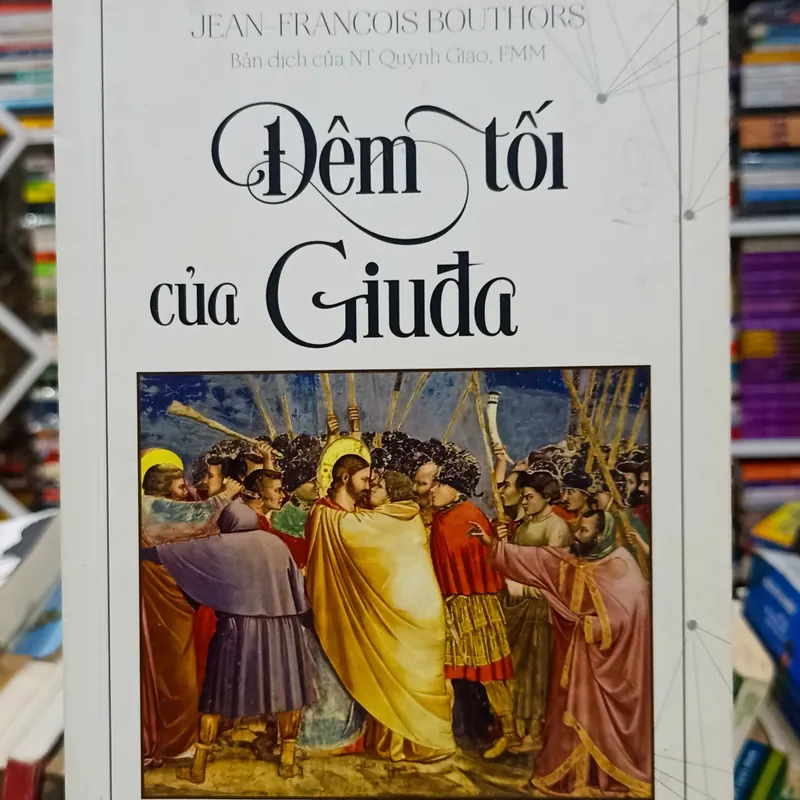 JEAN-FRANCOIS BOUTHORS
Bản dịch của NT Quỳnh Giao, FMM
Đêm tối
của Giuđa